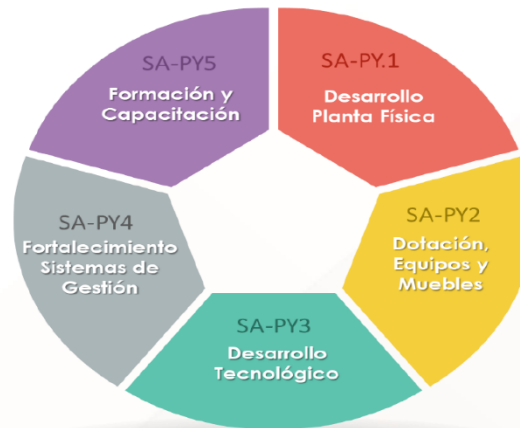 SA-PY.1
Desarrollo
Planta Física
SA-PY2
Dotación,
Equipos y
Muebles
SA-PY3
Desarrollo
Tecnológico
SA-PY4
Fortalecimiento
Sistemas de
Gestión
SA-PY5
Formación y
Capacitación